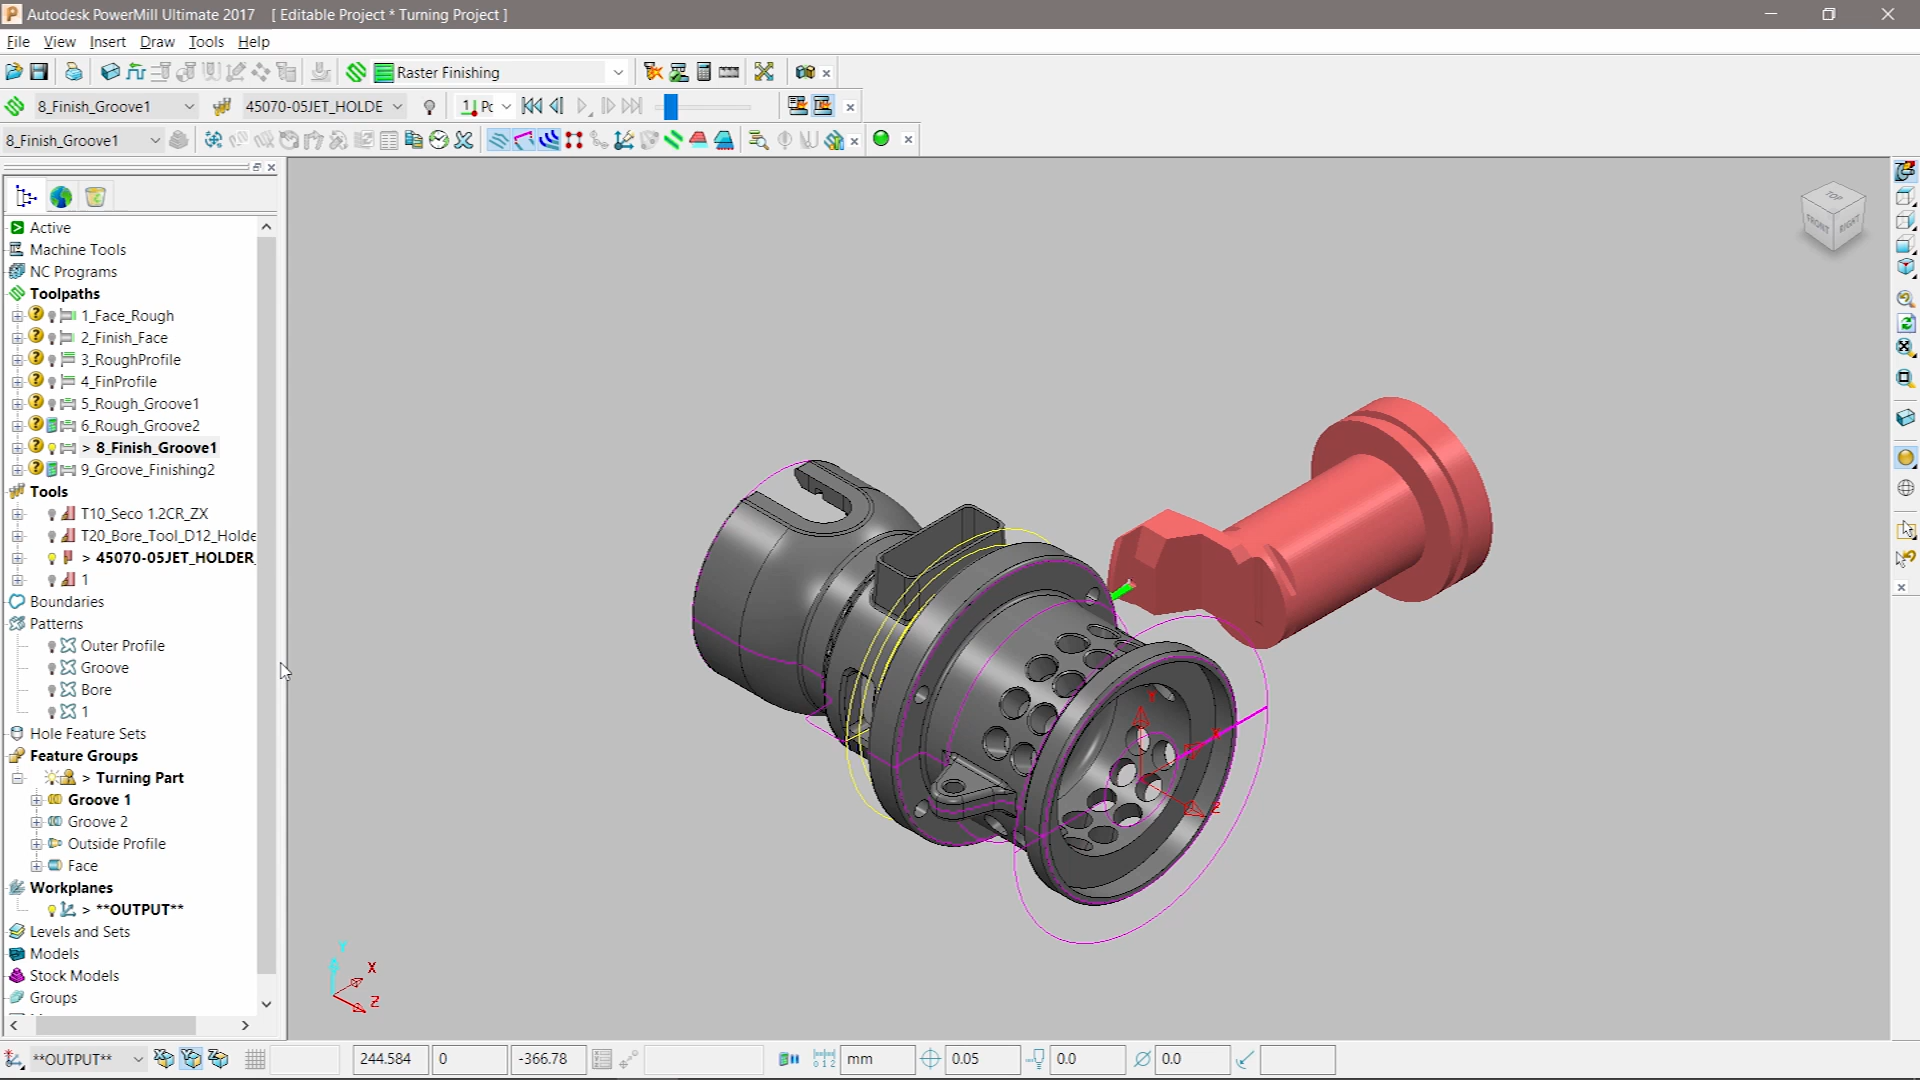 Autodesk PowerMill Ultimate 2017 [ Editable Project * Turning Project ]
File View Insert Draw Tools Help
Raster Finishing
8_Finish_Groove1 45070-05JET_HOLDE
8_Finish_Groove1
Active
Machine Tools
NC Programs
Toolpaths
1_Face_Rough
2_Finish_Face
3_RoughProfile
4_FinProfile
5_Rough_Groove1
6_Rough_Groove2
> 8_Finish_Groove1
9_Groove_Finishing2
Tools
T10_Seco 1.2CR_ZX
T20_Bore_Tool_D12_Holde
> 45070-05JET_HOLDER
1
Boundaries
Patterns
Outer Profile
Groove
Bore
1
Hole Feature Sets
Feature Groups
> Turning Part
Groove 1
Groove 2
Outside Profile
Face
Workplanes
> **OUTPUT**
Levels and Sets
Models
Stock Models
Groups
TOP
FRONT RIGHT
X
Z
Y
X
Z
**OUTPUT** 244.584 0 -366.78 mm 0.05 0.0 0.0